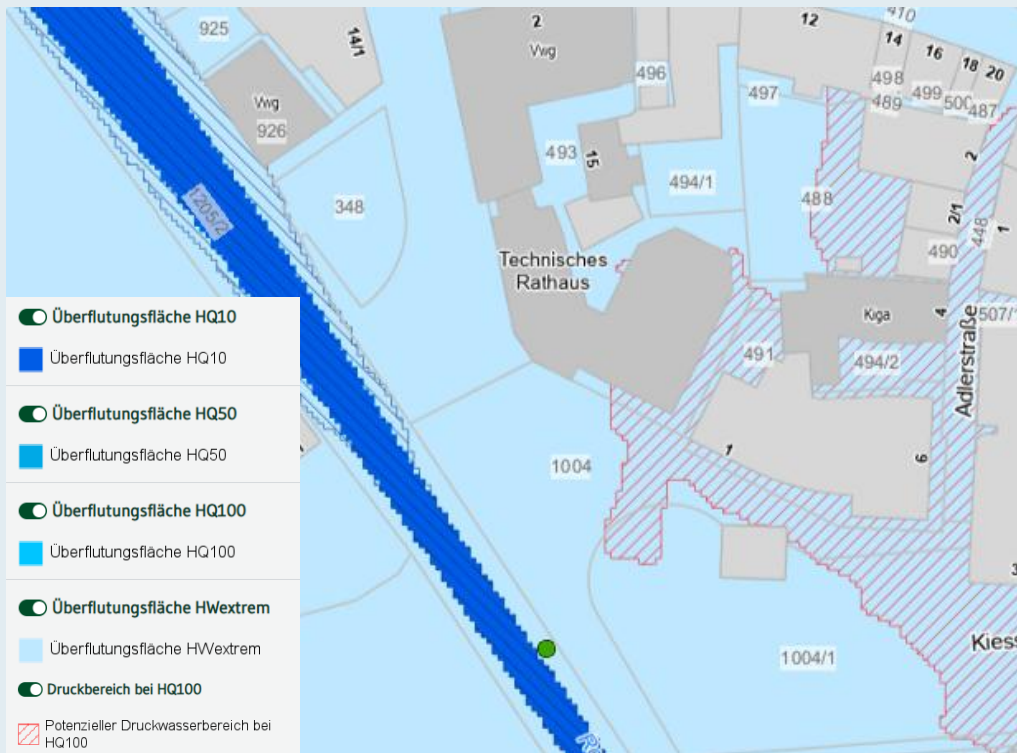 925
14/1
2
Vwg
12
410
14
16
18
20
496
498
497
489
499
500
487
Vwg
926
493
15
494/1
2
348
1205/2
488
2/1
448
1
490
Technisches
Rathaus
Kiga
4
507/1
491
494/2
Adlerstraße
1
6
1004
3
1004/1
Kiess
Überflutungsfläche HQ10
Überflutungsfläche HQ10
Überflutungsfläche HQ50
Überflutungsfläche HQ50
Überflutungsfläche HQ100
Überflutungsfläche HQ100
Überflutungsfläche HWextrem
Überflutungsfläche HWextrem
Druckbereich bei HQ100
Potenzieller Druckwasserbereich bei
HQ100